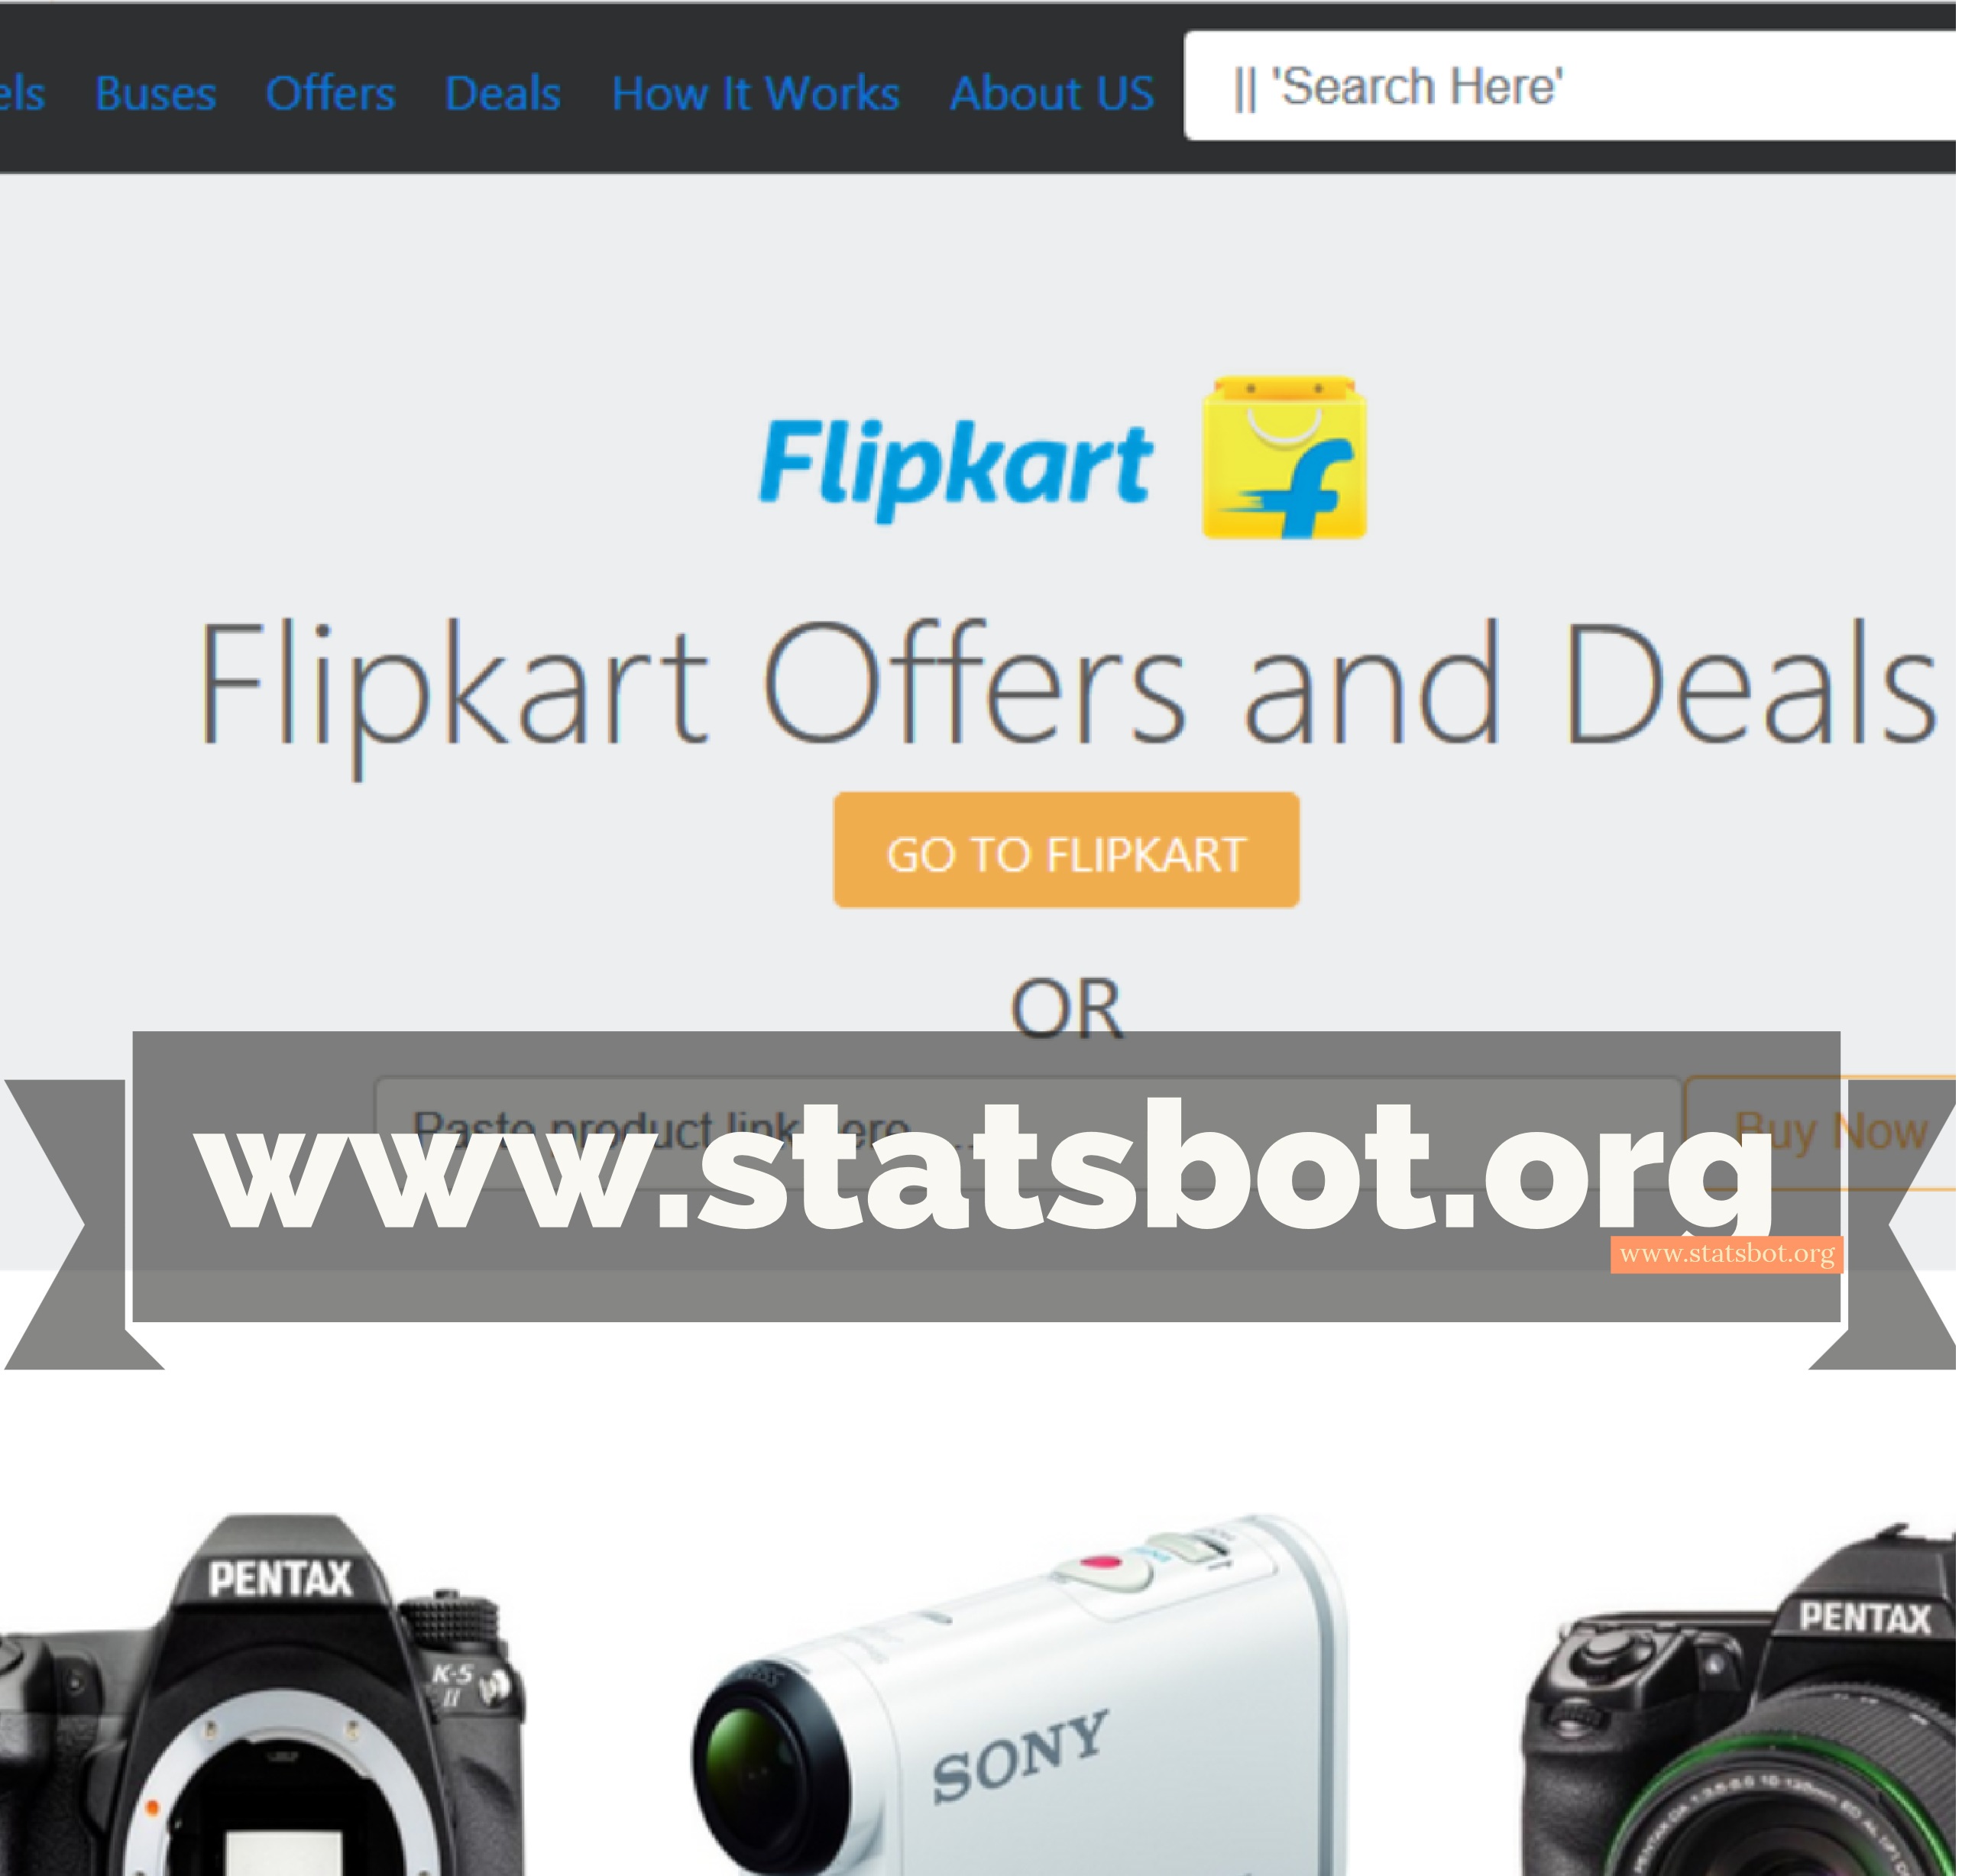 els Buses Offers Deals How It Works About US || 'Search Here'
Flipkart f
Flipkart Offers and Deals
GO TO FLIPKART
OR
Paste product link here...
Buy Now
www.statsbot.org
www.statsbot.org
PENTAX
K-5
II
SONY
PENTAX